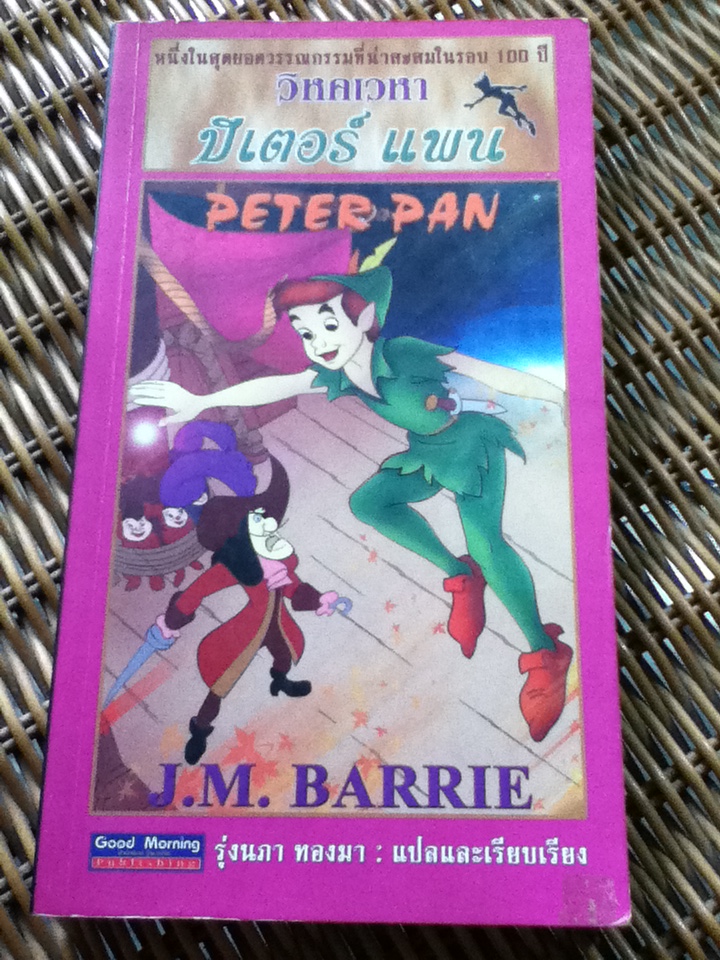 หนึ่งในสุดยอดวรรณกรรมที่น่าสะสมในรอบ 100 ปี
วิหคเวหา
ปีเตอร์ แพน
PETER PAN
J.M. BARRIE
Good Morning
Publishing
รุ่งนภา ทองมา : แปลและเรียบเรียง